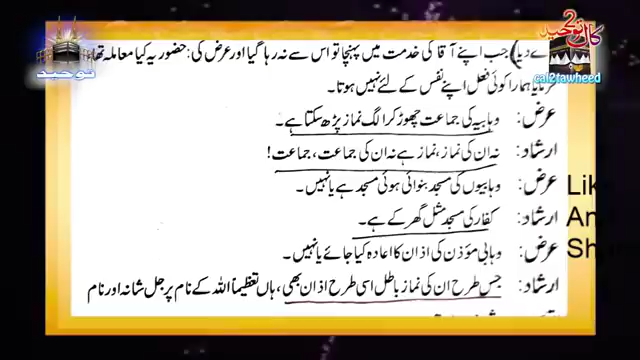 دے دیا) جب اپنے آقا کی خدمت میں پہنچا تو اس سے نہ رہا گیا اور عرض کی: حضور یہ کیا معاملہ تھا
فرمایا ہمارا کوئی فعل اپنے نفس کے لئے نہیں ہوتا۔
عرض: وہابیہ کی جماعت چھوڑ کر الگ نماز پڑھ سکتا ہے۔
ارشاد: نہ ان کی نماز، نماز ہے نہ ان کی جماعت، جماعت!
عرض: وہابیوں کی مسجد بنوائی ہوئی مسجد ہے یا نہیں۔
ارشاد: کفار کی مسجد مثل گھر کے ہے۔
عرض: وہابی مؤذن کی اذان کا اعادہ کیا جائے یا نہیں۔
ارشاد: جس طرح ان کی نماز باطل اسی طرح اذان بھی، ہاں تعظیماً اللہ کے نام پر جل شانہ اور نام
توحید
کال 2 توحید
cal2tawheed
Lik
An
Sh